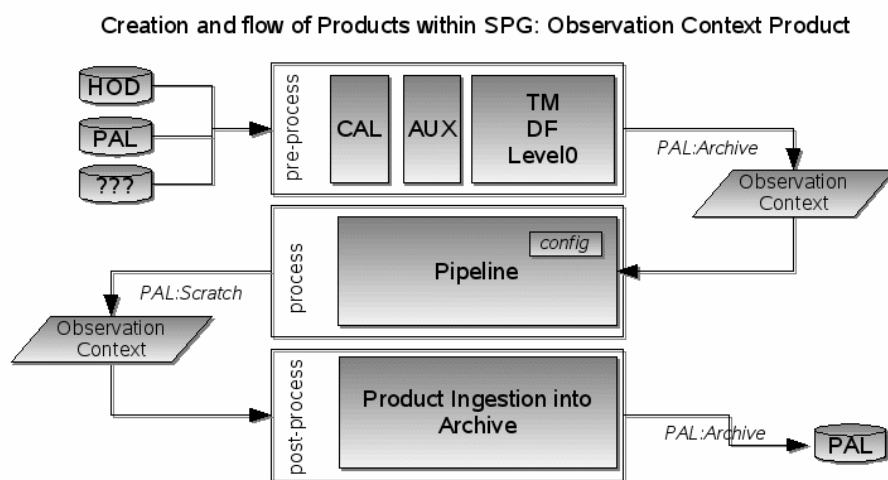 Creation and flow of Products within SPG: Observation Context Product
HOD
PAL
???
pre-process
CAL
AUX
TM
DF
Level0
PAL:Archive
Observation
Context
process
config
Pipeline
PAL:Scratch
Observation
Context
post-process
Product Ingestion into
Archive
PAL:Archive
PAL